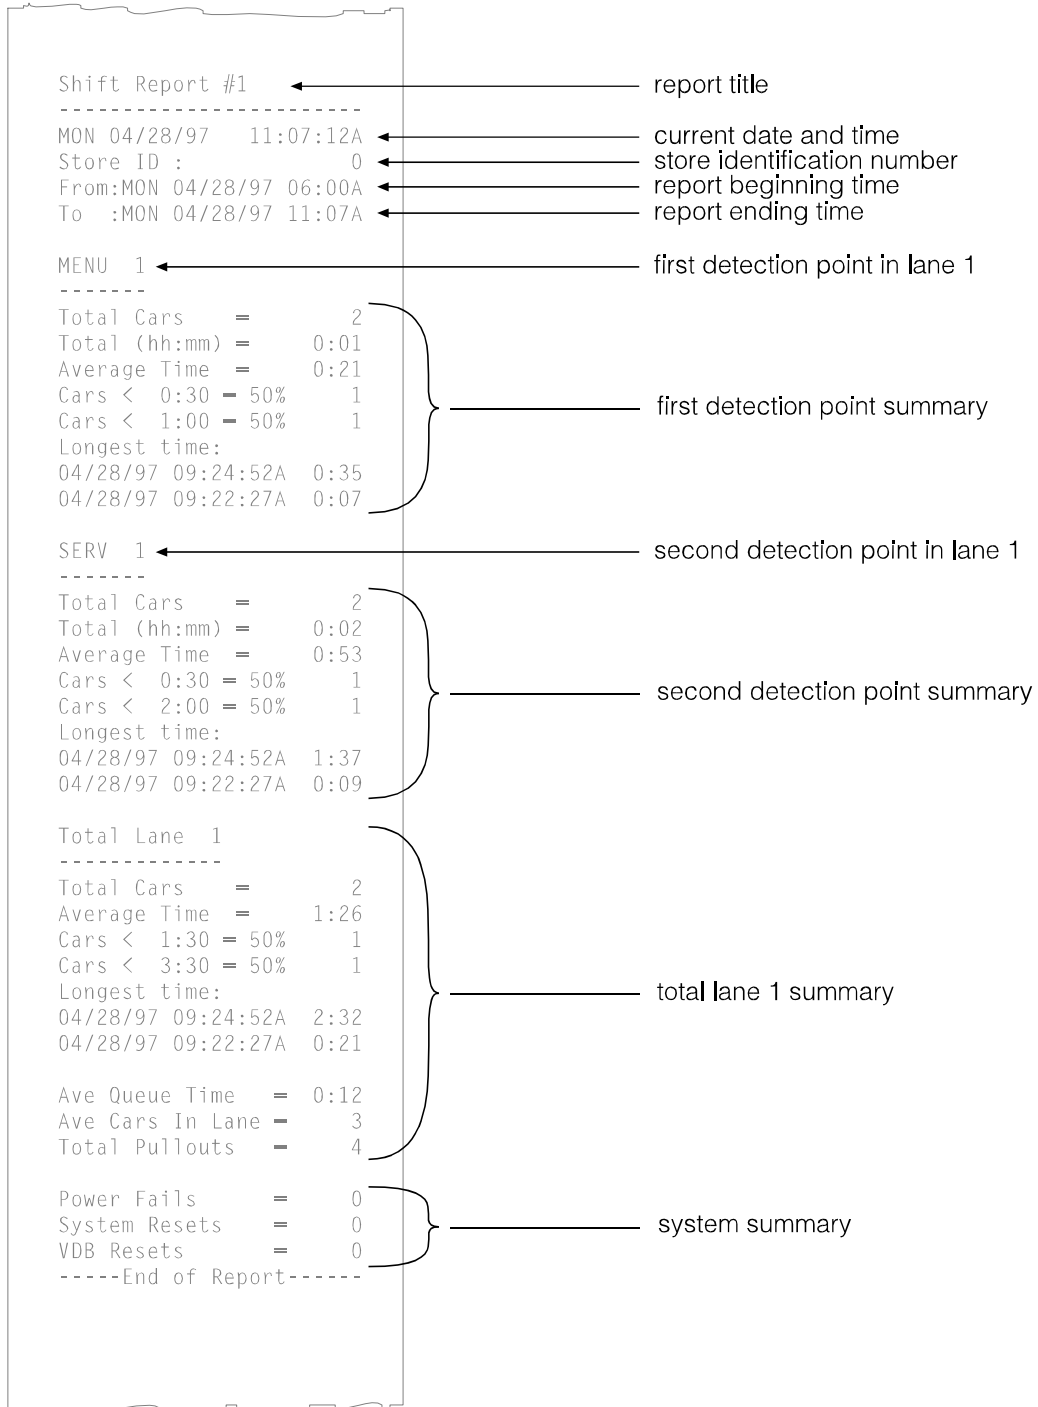 Shift Report #1 report title
------------------------
MON 04/28/97 11:07:12A current date and time
Store ID : 0 store identification number
From:MON 04/28/97 06:00A report beginning time
To :MON 04/28/97 11:07A report ending time
MENU 1 first detection point in lane 1
-------
Total Cars = 2
Total (hh:mm) = 0:01
Average Time = 0:21
Cars < 0:30 = 50% 1
Cars < 1:00 = 50% 1
first detection point summary
Longest time:
04/28/97 09:24:52A 0:35
04/28/97 09:22:27A 0:07
SERV 1 second detection point in lane 1
-------
Total Cars = 2
Total (hh:mm) = 0:02
Average Time = 0:53
Cars < 0:30 = 50% 1
second detection point summary
Cars < 2:00 = 50% 1
Longest time:
04/28/97 09:24:52A 1:37
04/28/97 09:22:27A 0:09
Total Lane 1
-------------
Total Cars = 2
Average Time = 1:26
Cars < 1:30 = 50% 1
Cars < 3:30 = 50% 1
Longest time:
total lane 1 summary
04/28/97 09:24:52A 2:32
04/28/97 09:22:27A 0:21
Ave Queue Time = 0:12
Ave Cars In Lane = 3
Total Pullouts = 4
Power Fails = 0
System Resets = 0
system summary
VDB Resets = 0
-----End of Report------